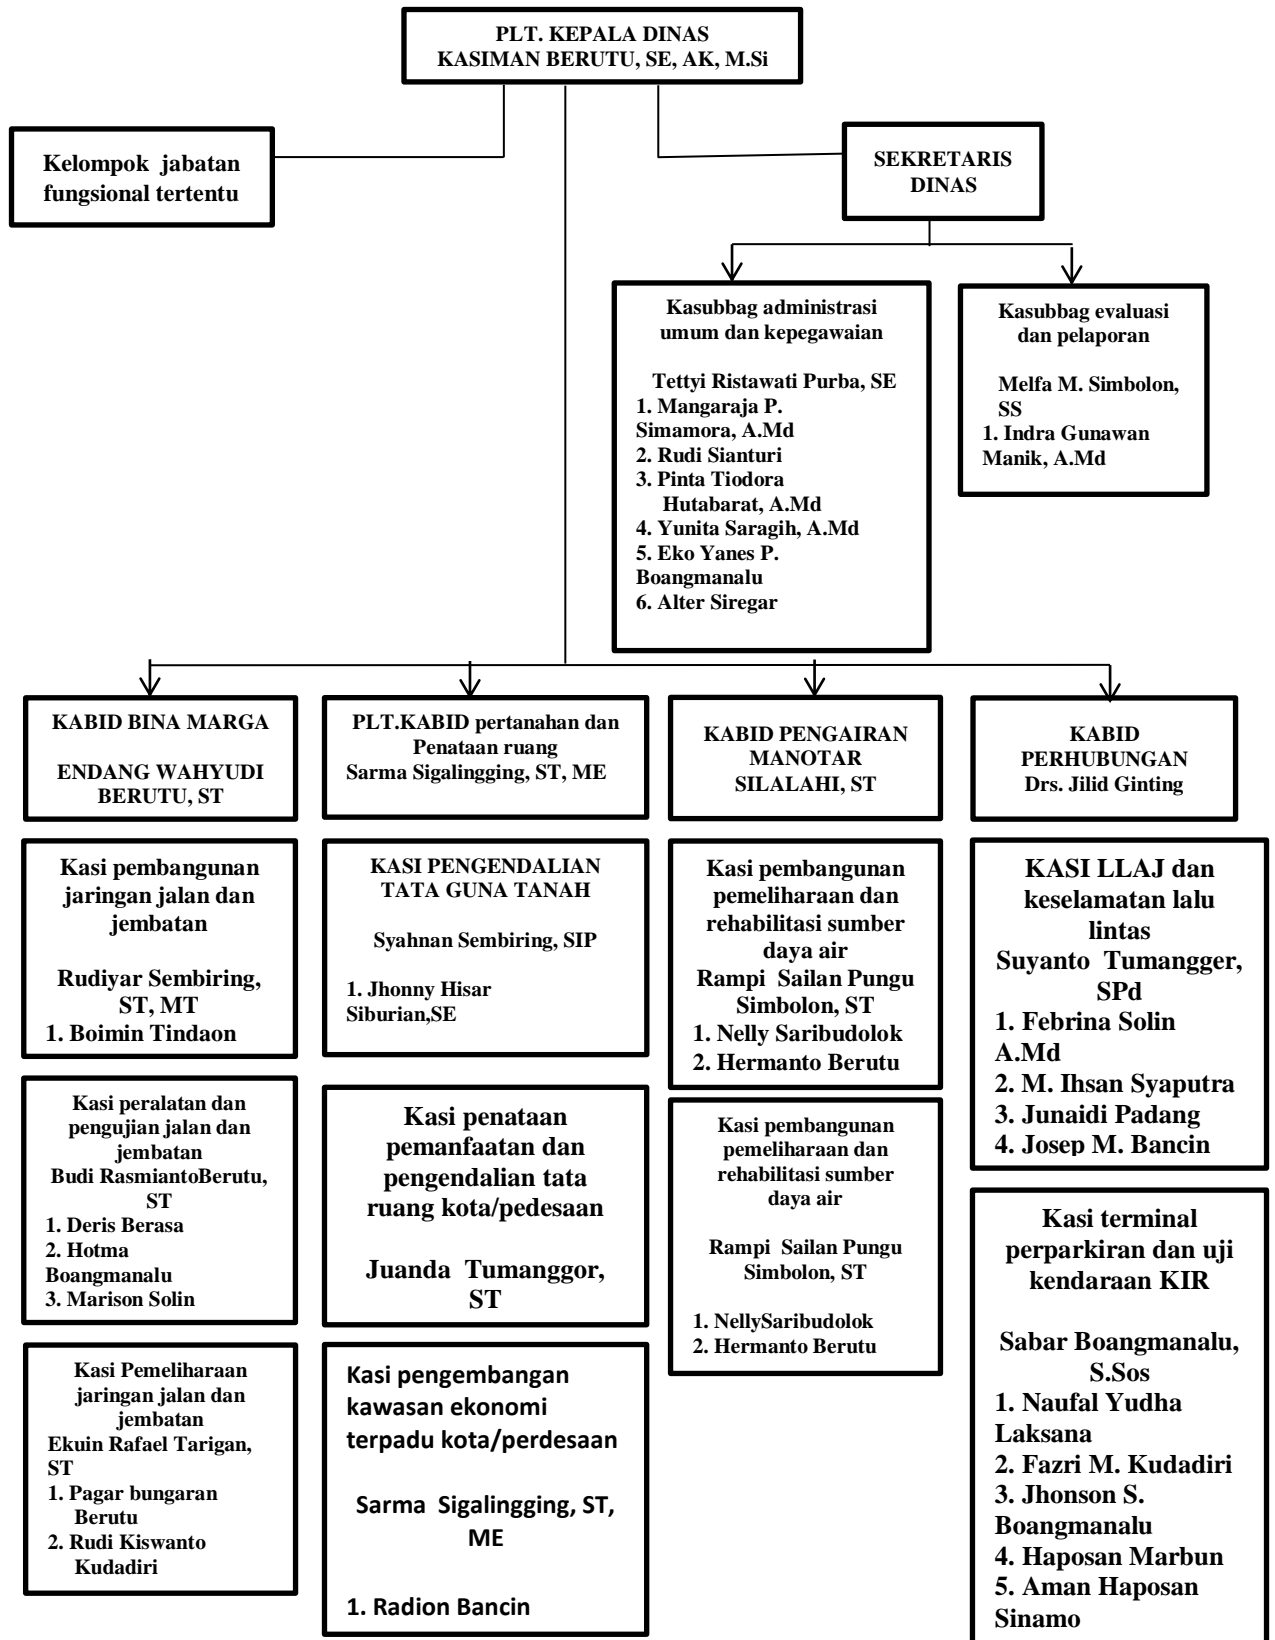 PLT. KEPALA DINAS
KASIMAN BERUTU, SE, AK, M.Si
Kelompok jabatan
fungsional tertentu
SEKRETARIS
DINAS
Kasubbag administrasi
umum dan kepegawaian
Tettyi Ristawati Purba, SE
1. Mangaraja P.
Simamora, A.Md
2. Rudi Sianturi
3. Pinta Tiodora
Hutabarat, A.Md
4. Yunita Saragih, A.Md
5. Eko Yanes P.
Boangmanalu
6. Alter Siregar
Kasubbag evaluasi
dan pelaporan
Melfa M. Simbolon,
SS
1. Indra Gunawan
Manik, A.Md
KABID BINA MARGA
ENDANG WAHYUDI
BERUTU, ST
PLT.KABID pertanahan dan
Penataan ruang
Sarma Sigalingging, ST, ME
KABID PENGAIRAN
MANOTAR
SILALAHI, ST
KABID
PERHUBUNGAN
Drs. Jilid Ginting
Kasi pembangunan
jaringan jalan dan
jembatan
Rudiyar Sembiring,
ST, MT
1. Boimin Tindaon
KASI PENGENDALIAN
TATA GUNA TANAH
Syahnan Sembiring, SIP
1. Jhonny Hisar
Siburian,SE
Kasi pembangunan
pemeliharaan dan
rehabilitasi sumber
daya air
Rampi  Sailan Pungu
Simbolon, ST
1. Nelly Saribudolok
2. Hermanto Berutu
KASI LLAJ dan
keselamatan lalu
lintas
Suyanto  Tumangger,
SPd
1. Febrina Solin
A.Md
2. M. Ihsan Syaputra
3. Junaidi Padang
4. Josep M. Bancin
Kasi peralatan dan
pengujian jalan dan
jembatan
Budi RasmiantoBerutu,
ST
1. Deris Berasa
2. Hotma
Boangmanalu
3. Marison Solin
Kasi penataan
pemanfaatan dan
pengendalian tata
ruang kota/pedesaan
Juanda  Tumanggor,
ST
Kasi pembangunan
pemeliharaan dan
rehabilitasi sumber
daya air
Rampi  Sailan Pungu
Simbolon, ST
1. NellySaribudolok
2. Hermanto Berutu
Kasi terminal
perparkiran dan uji
kendaraan KIR
Sabar Boangmanalu,
S.Sos
1. Naufal Yudha
Laksana
2. Fazri M. Kudadiri
3. Jhonson S.
Boangmanalu
4. Haposan Marbun
5. Aman Haposan
Sinamo
Kasi Pemeliharaan
jaringan jalan dan
jembatan
Ekuin Rafael Tarigan,
ST
1. Pagar bungaran
Berutu
2. Rudi Kiswanto
Kudadiri
Kasi pengembangan
kawasan ekonomi
terpadu kota/perdesaan
Sarma  Sigalingging, ST,
ME
1. Radion Bancin